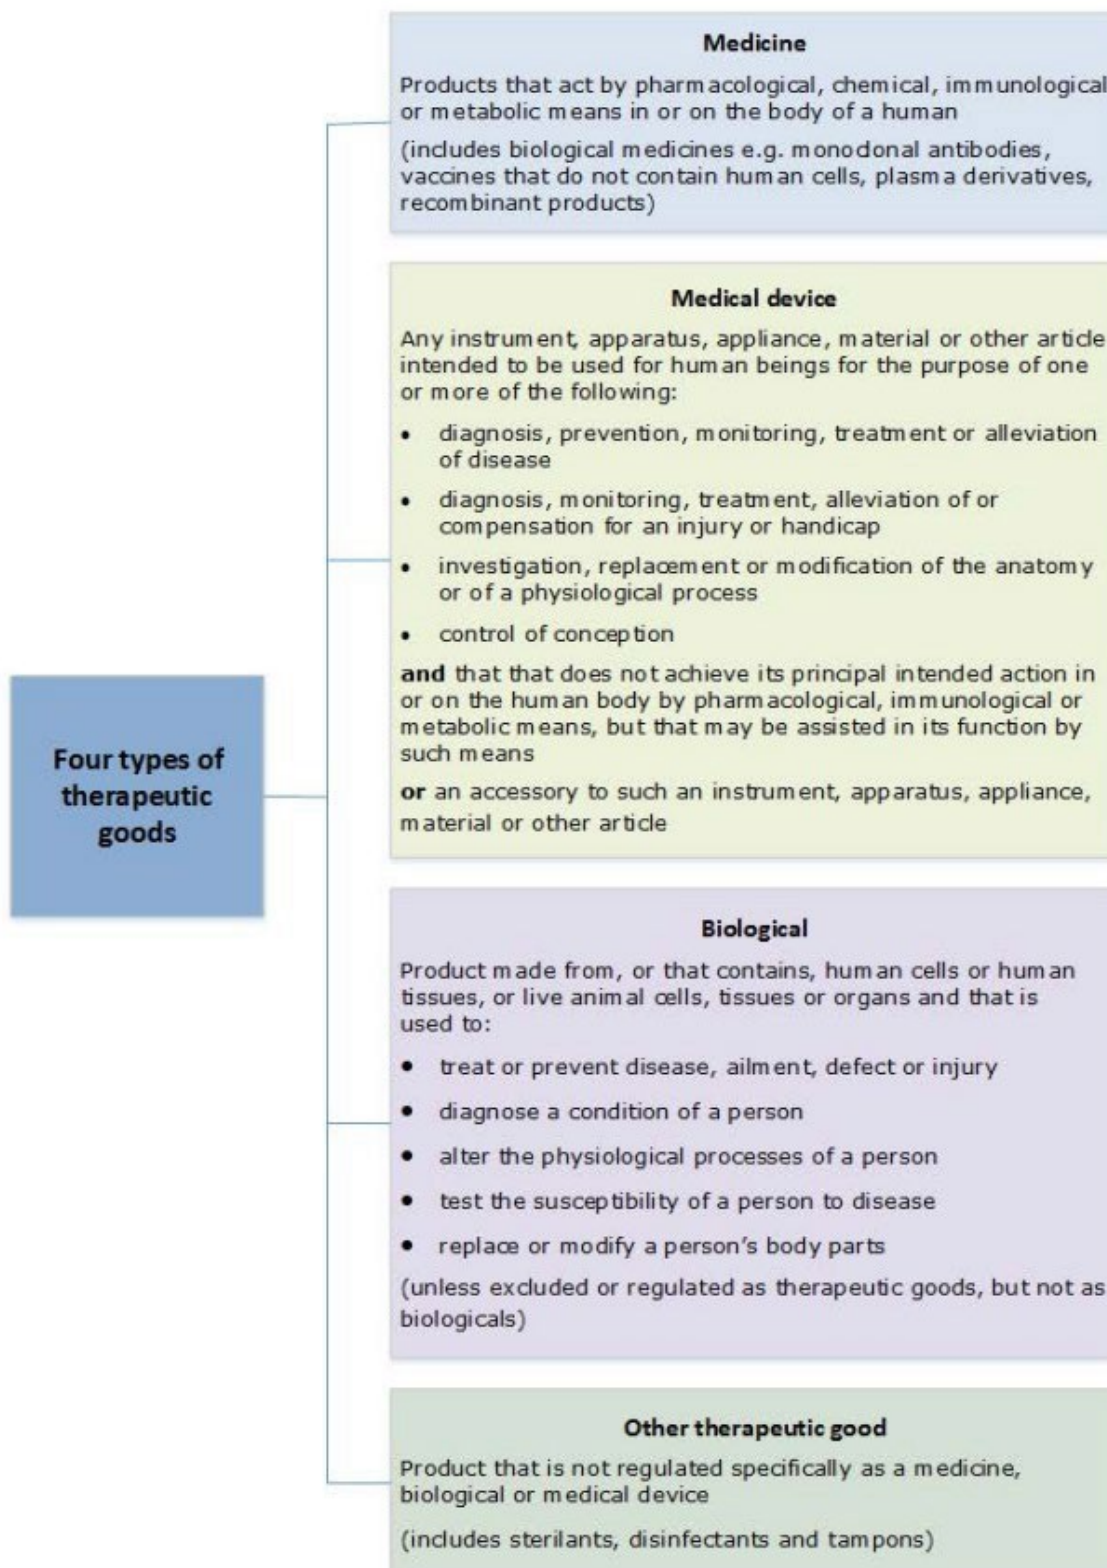 Medicine
Products that act by pharmacological, chemical, immunological
or metabolic means in or on the body of a human
(includes biological medicines e.g. monoclonal antibodies,
vaccines that do not contain human cells, plasma derivatives,
recombinant products)
Medical device
Any instrument, apparatus, appliance, material or other article
intended to be used for human beings for the purpose of one
or more of the following:
• diagnosis, prevention, monitoring, treatment or alleviation
of disease
• diagnosis, monitoring, treatment, alleviation of or
compensation for an injury or handicap
• investigation, replacement or modification of the anatomy
or of a physiological process
• control of conception
and that that does not achieve its principal intended action in
or on the human body by pharmacological, immunological or
metabolic means, but that may be assisted in its function by
such means
or an accessory to such an instrument, apparatus, appliance,
material or other article
Four types of
therapeutic
goods
Biological
Product made from, or that contains, human cells or human
tissues, or live animal cells, tissues or organs and that is
used to:
• treat or prevent disease, ailment, defect or injury
• diagnose a condition of a person
• alter the physiological processes of a person
• test the susceptibility of a person to disease
• replace or modify a person's body parts
(unless excluded or regulated as therapeutic goods, but not as
biologicals)
Other therapeutic good
Product that is not regulated specifically as a medicine,
biological or medical device
(includes sterilants, disinfectants and tampons)